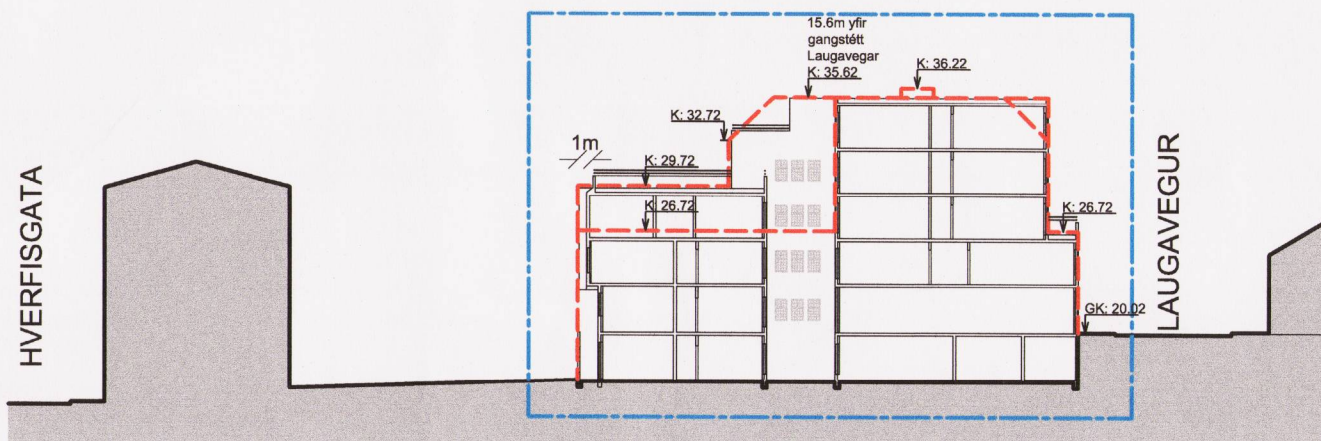 HVERFISGATA
1m
K: 29.72
K: 26.72
K: 32.72
15.6m yfir
gangstétt
Laugavegar
K: 35.62
K: 36.22
K: 26.72
GK: 20.02
LAUGAVEGUR